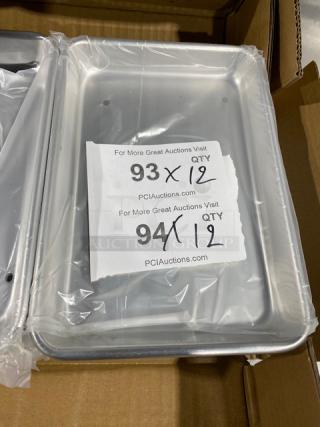 For More Great Auctions Visit
QTY
93 x 12
PCIAuctions.com
For More Great Auctions Visit
QTY
94 x 12
PCIAuctions.com